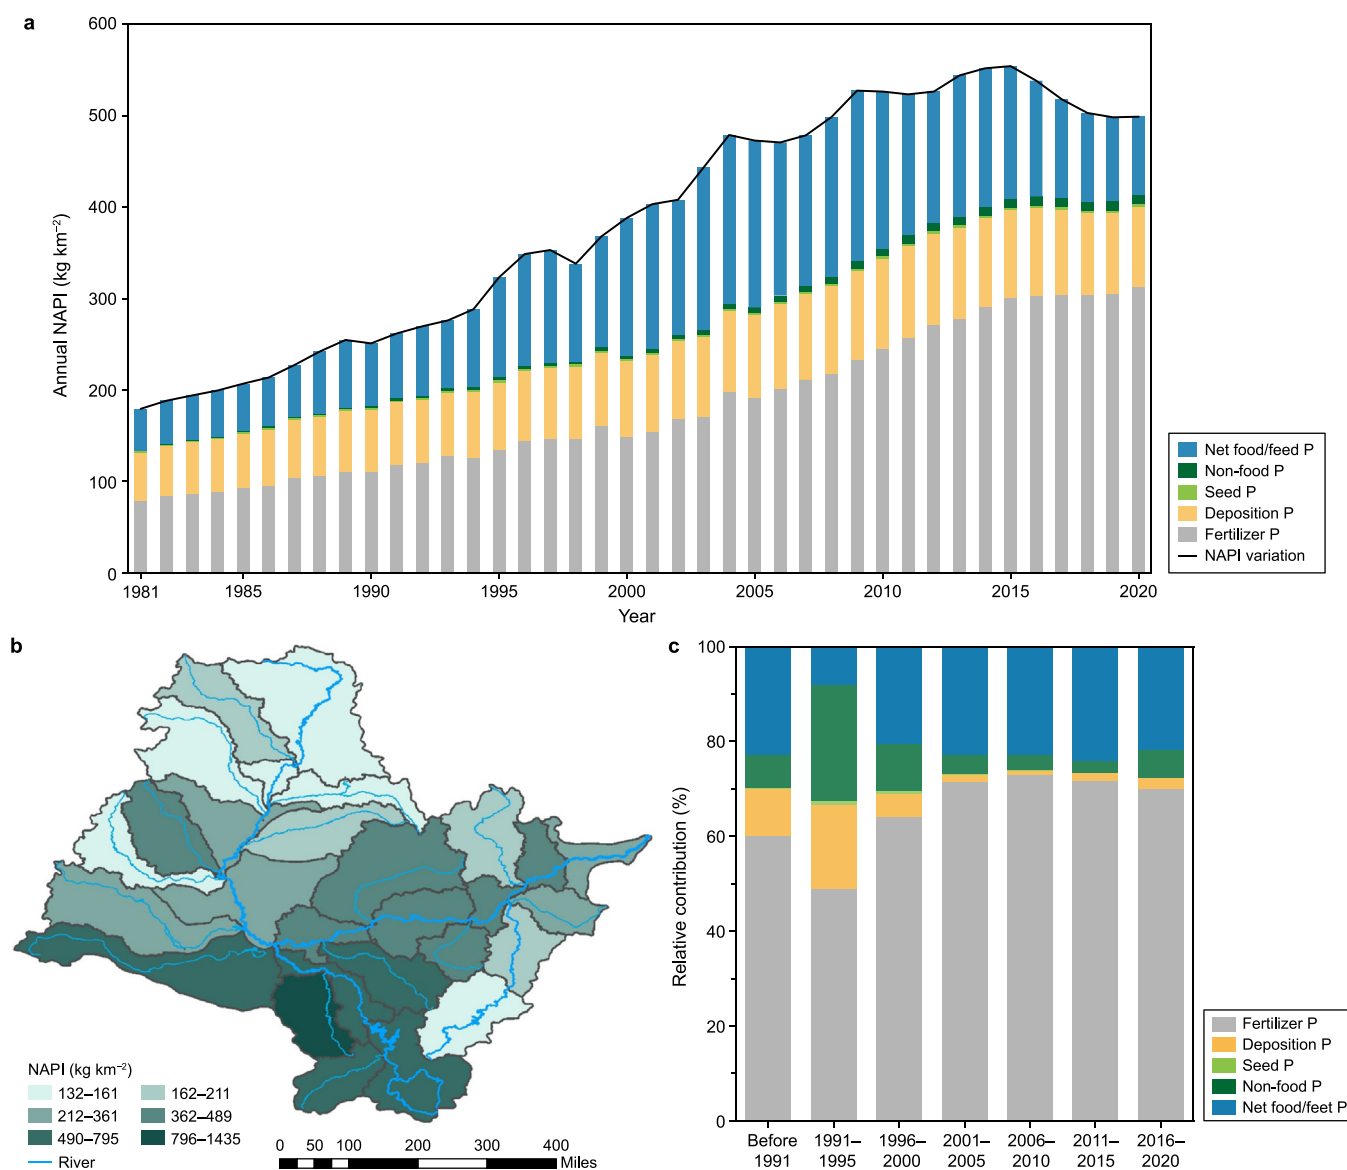 a
600
500
400
300
200
100
0
Annual NAPI (kg km⁻²)
1981 1985 1990 1995 2000 2005 2010 2015 2020
Year
Net food/feed P
Non-food P
Seed P
Deposition P
Fertilizer P
NAPI variation
b
NAPI (kg km⁻²)
132–161 162–211
212–361 362–489
490–795 796–1435
River
0 50 100 200 300 400
Miles
c
100
80
60
40
20
0
Relative contribution (%)
Before 1991– 1996– 2001– 2006– 2011– 2016–
1991 1995 2000 2005 2010 2015 2020
Fertilizer P
Deposition P
Seed P
Non-food P
Net food/feet P